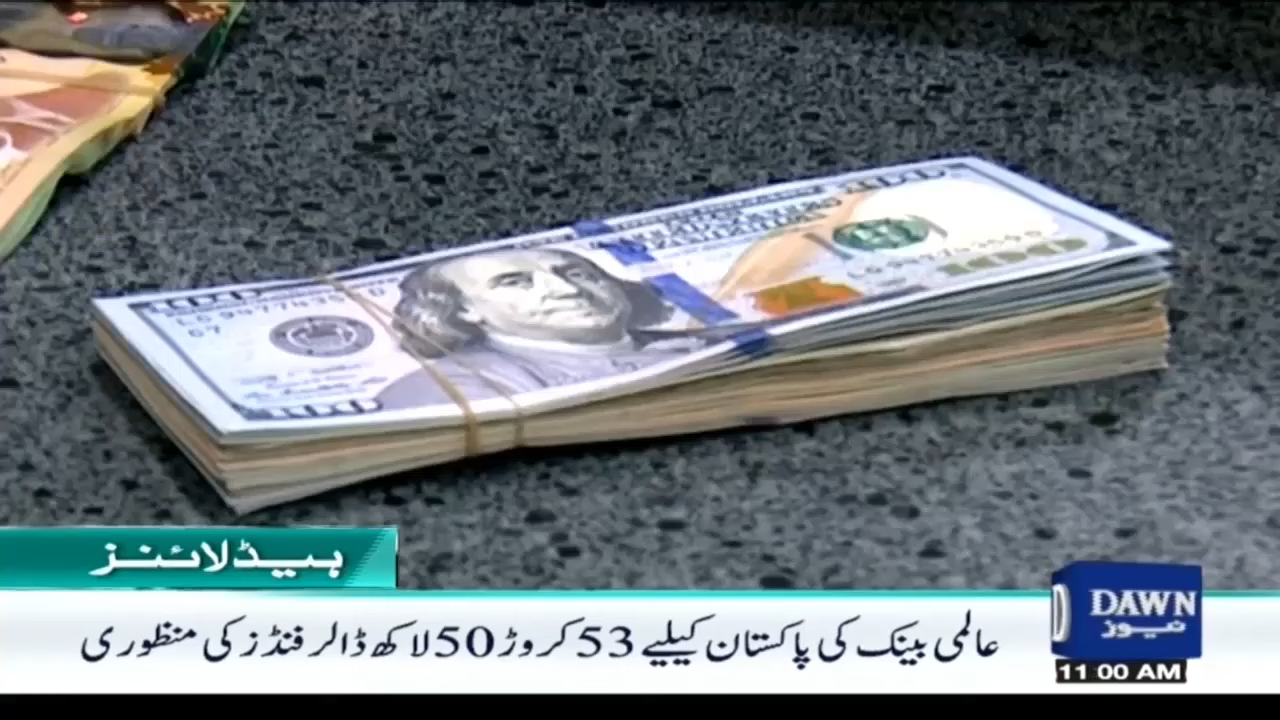 ہیڈلائنز
عالمی بینک کی پاکستان کیلیے 53 کروڑ 50 لاکھ ڈالر فنڈز کی منظوری
DAWN
نیوز
11:00 AM